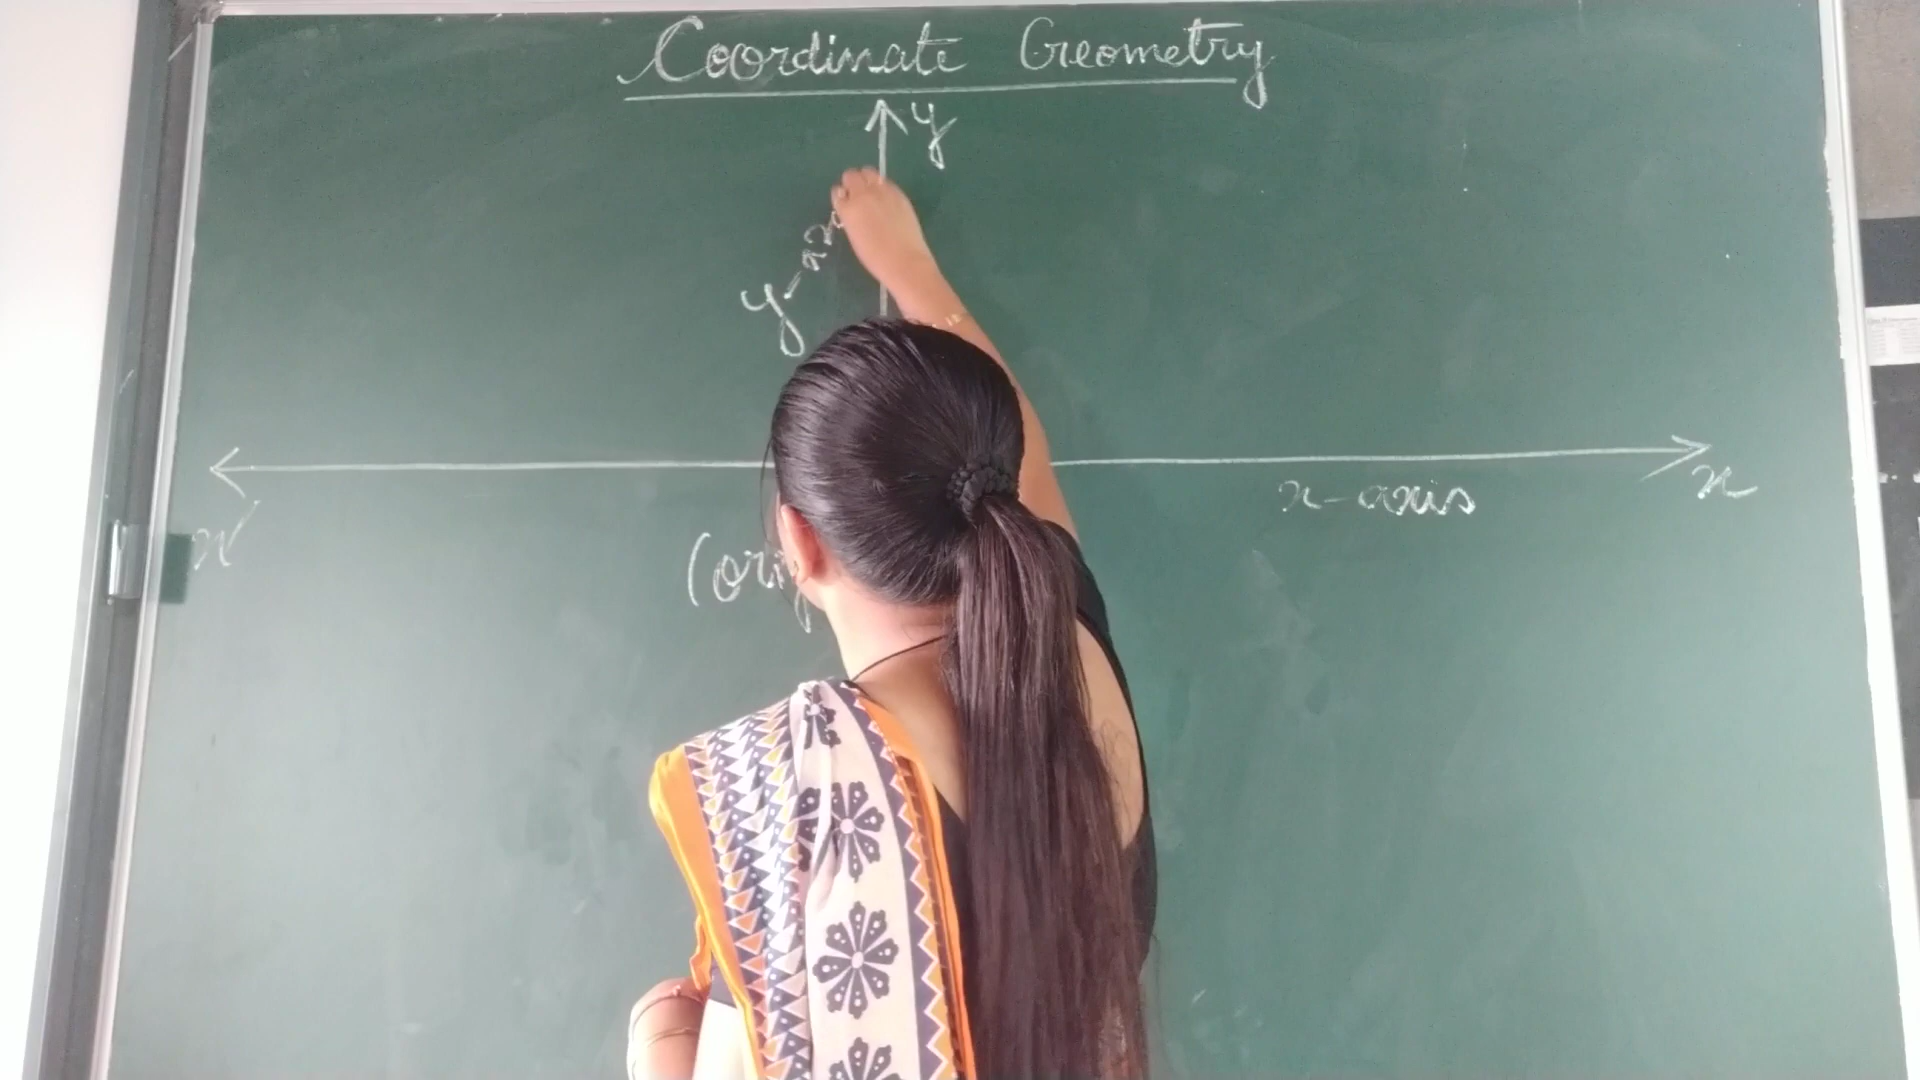 Coordinate Geometry
y
x-axis
x
x'